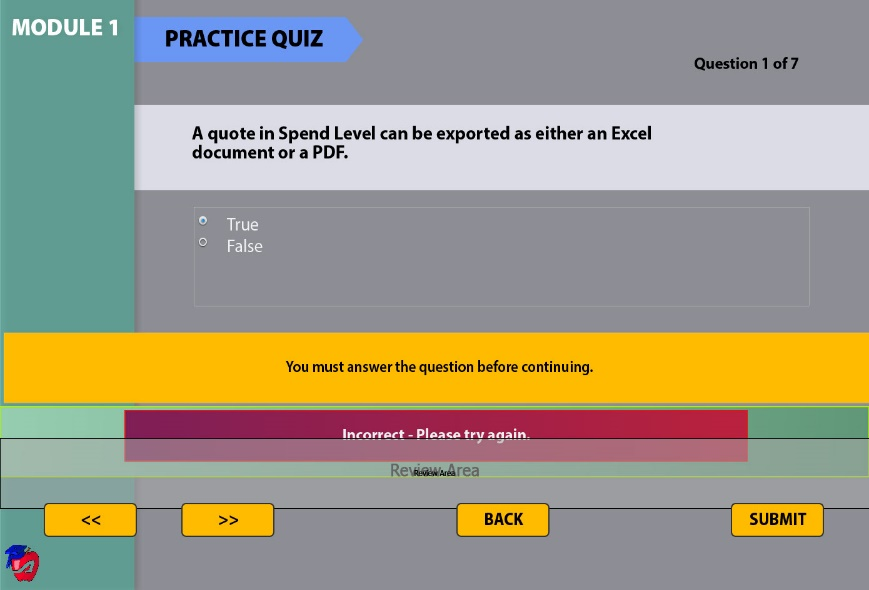 MODULE 1
PRACTICE QUIZ
Question 1 of 7
A quote in Spend Level can be exported as either an Excel
document or a PDF.
True
False
You must answer the question before continuing.
Incorrect - Please try again.
Review Area
Review Area
<<
>>
BACK
SUBMIT